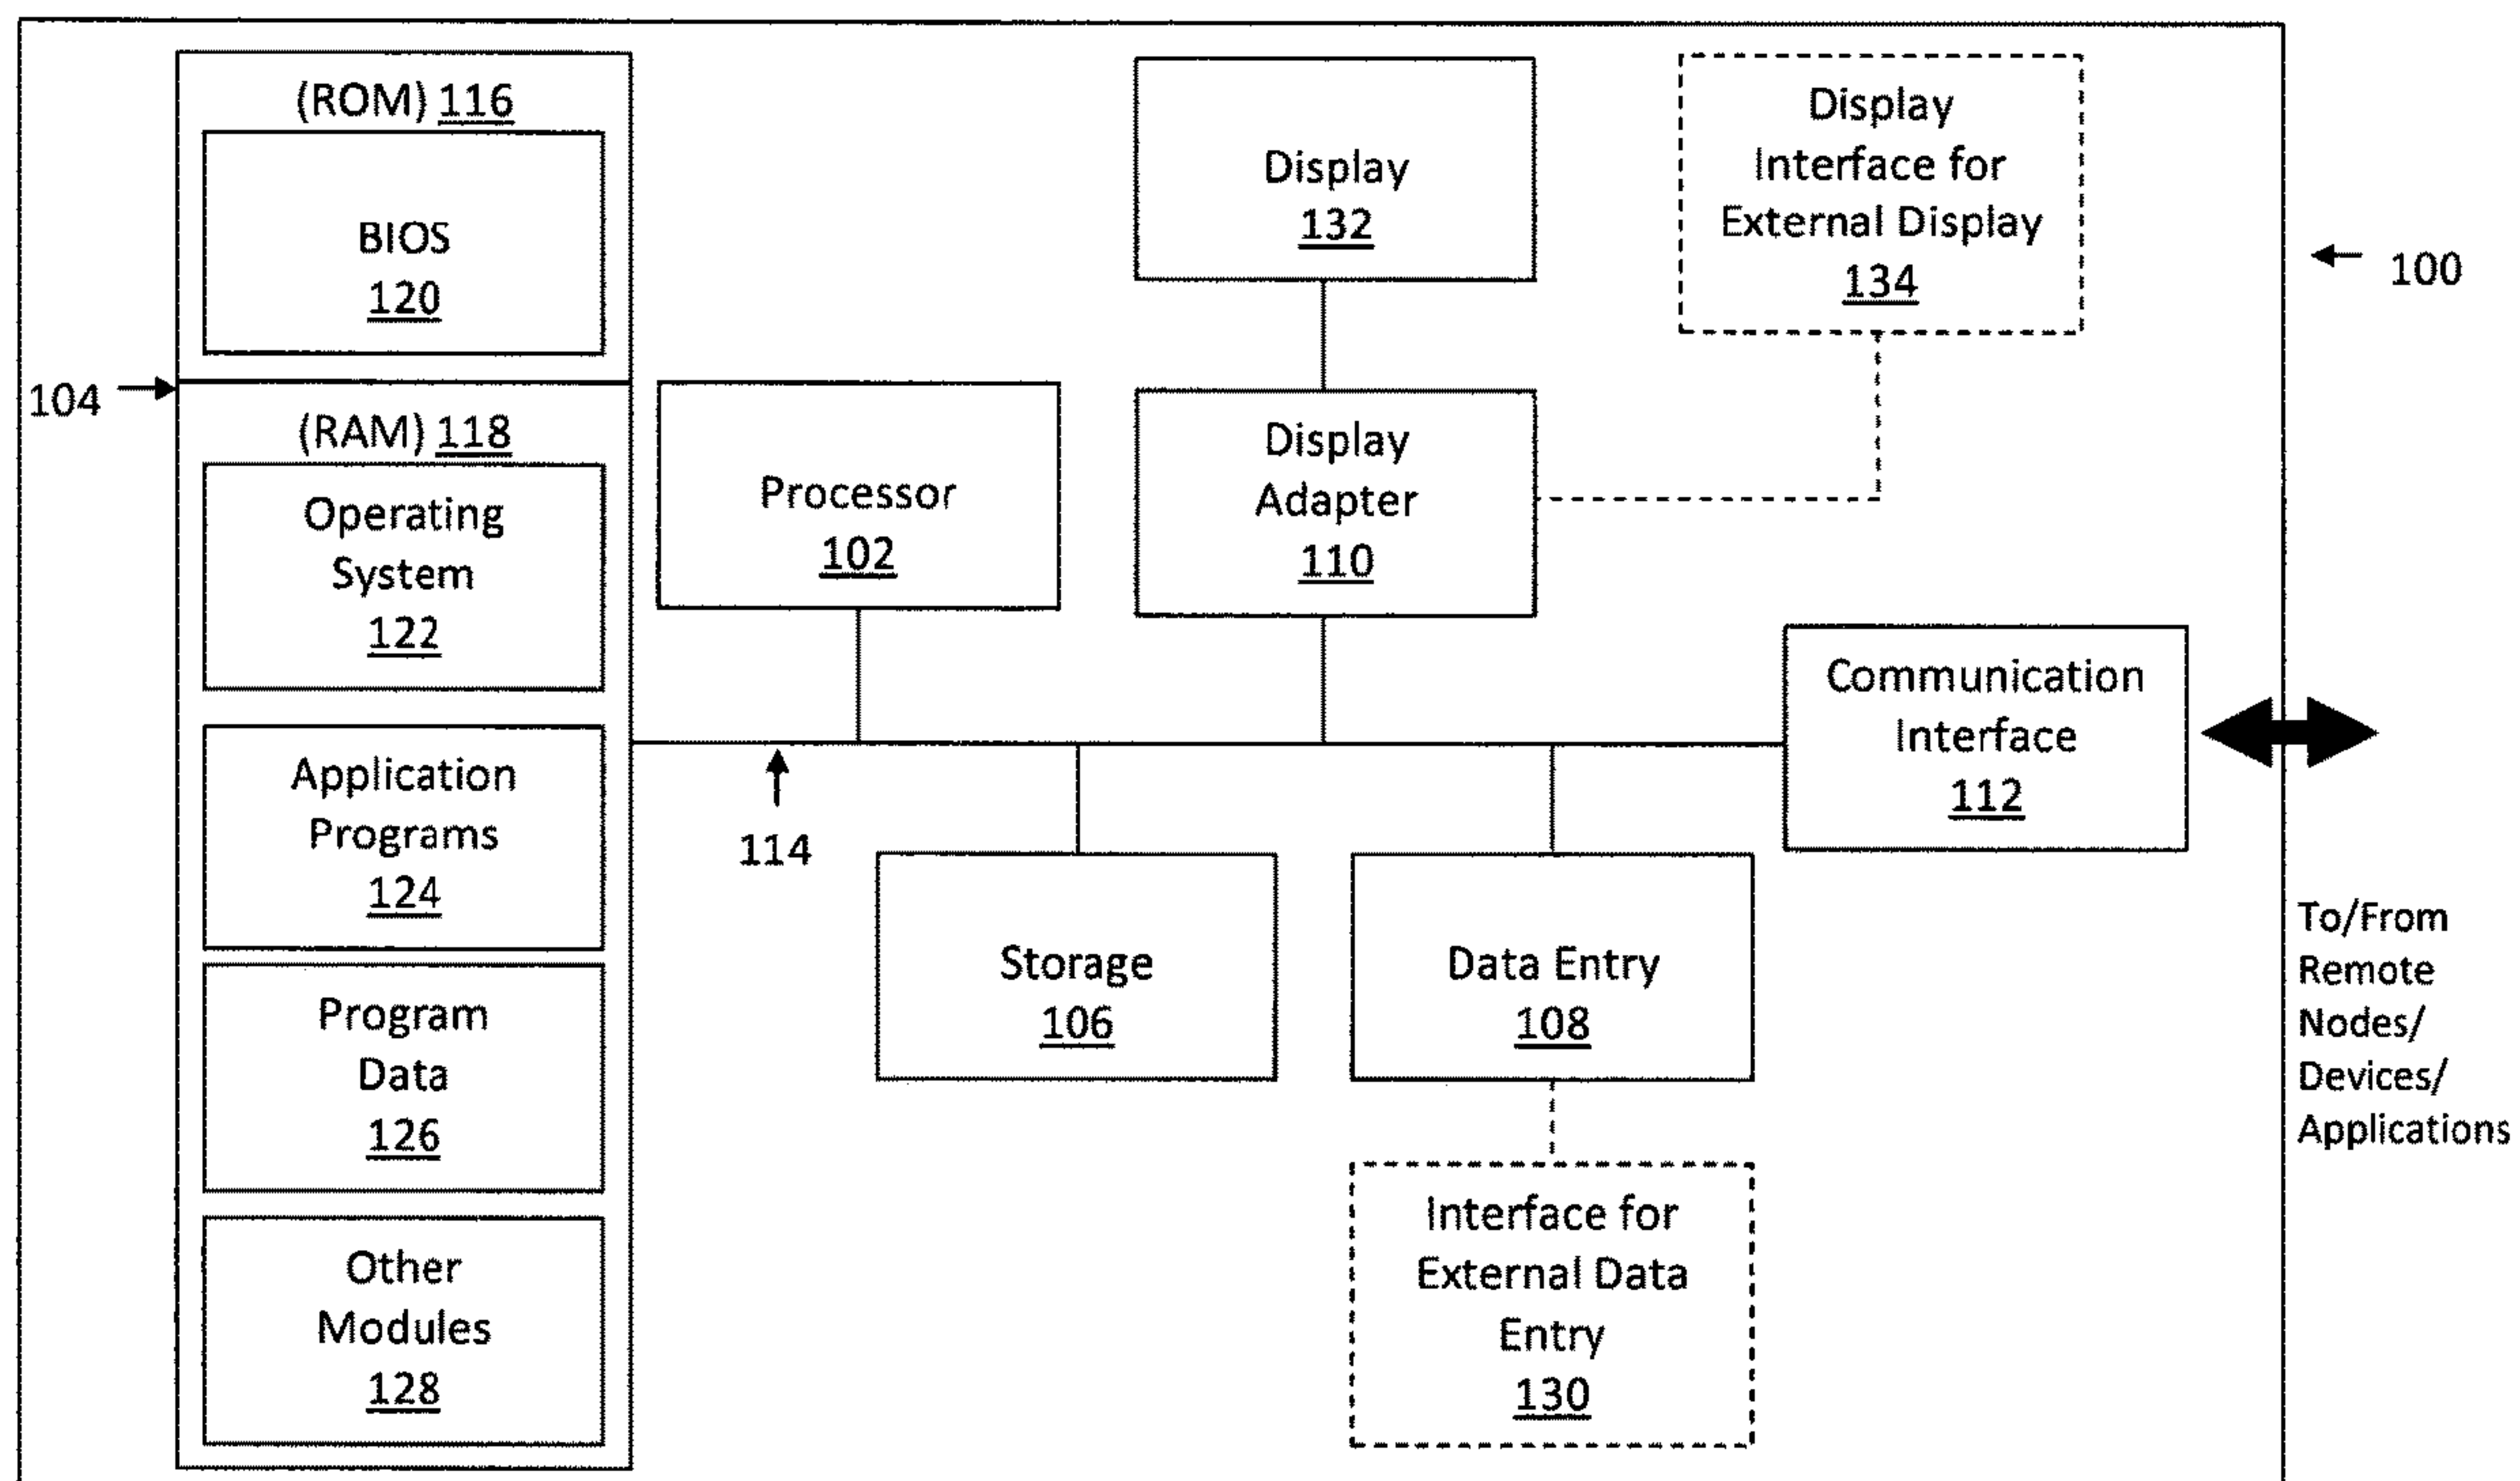 (ROM) 116
BIOS
120
104
(RAM) 118
Operating
System
122
Application
Programs
124
Program
Data
126
Other
Modules
128
Processor
102
114
Display
132
Display
Interface for
External Display
134
100
Display
Adapter
110
Communication
Interface
112
Storage
106
Data Entry
108
Interface for
External Data
Entry
130
To/From
Remote
Nodes/
Devices/
Applications